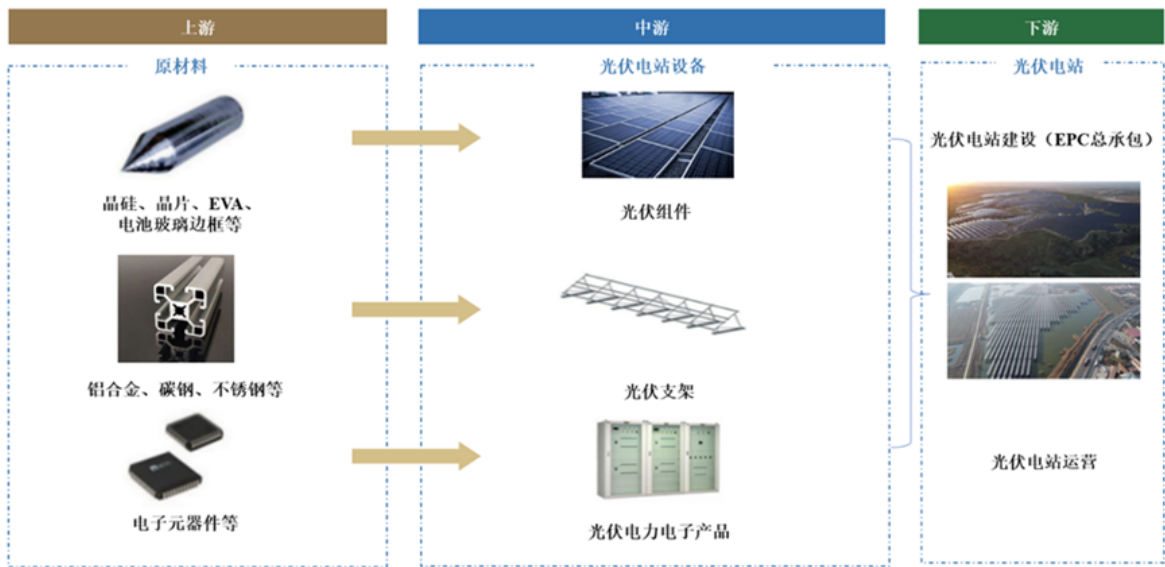 上游
中游
下游
原材料
光伏电站设备
光伏电站
晶硅、晶片、EVA、
电池玻璃边框等
光伏组件
光伏电站建设（EPC总承包）
铝合金、碳钢、不锈钢等
光伏支架
电子元器件等
光伏电力电子产品
光伏电站运营